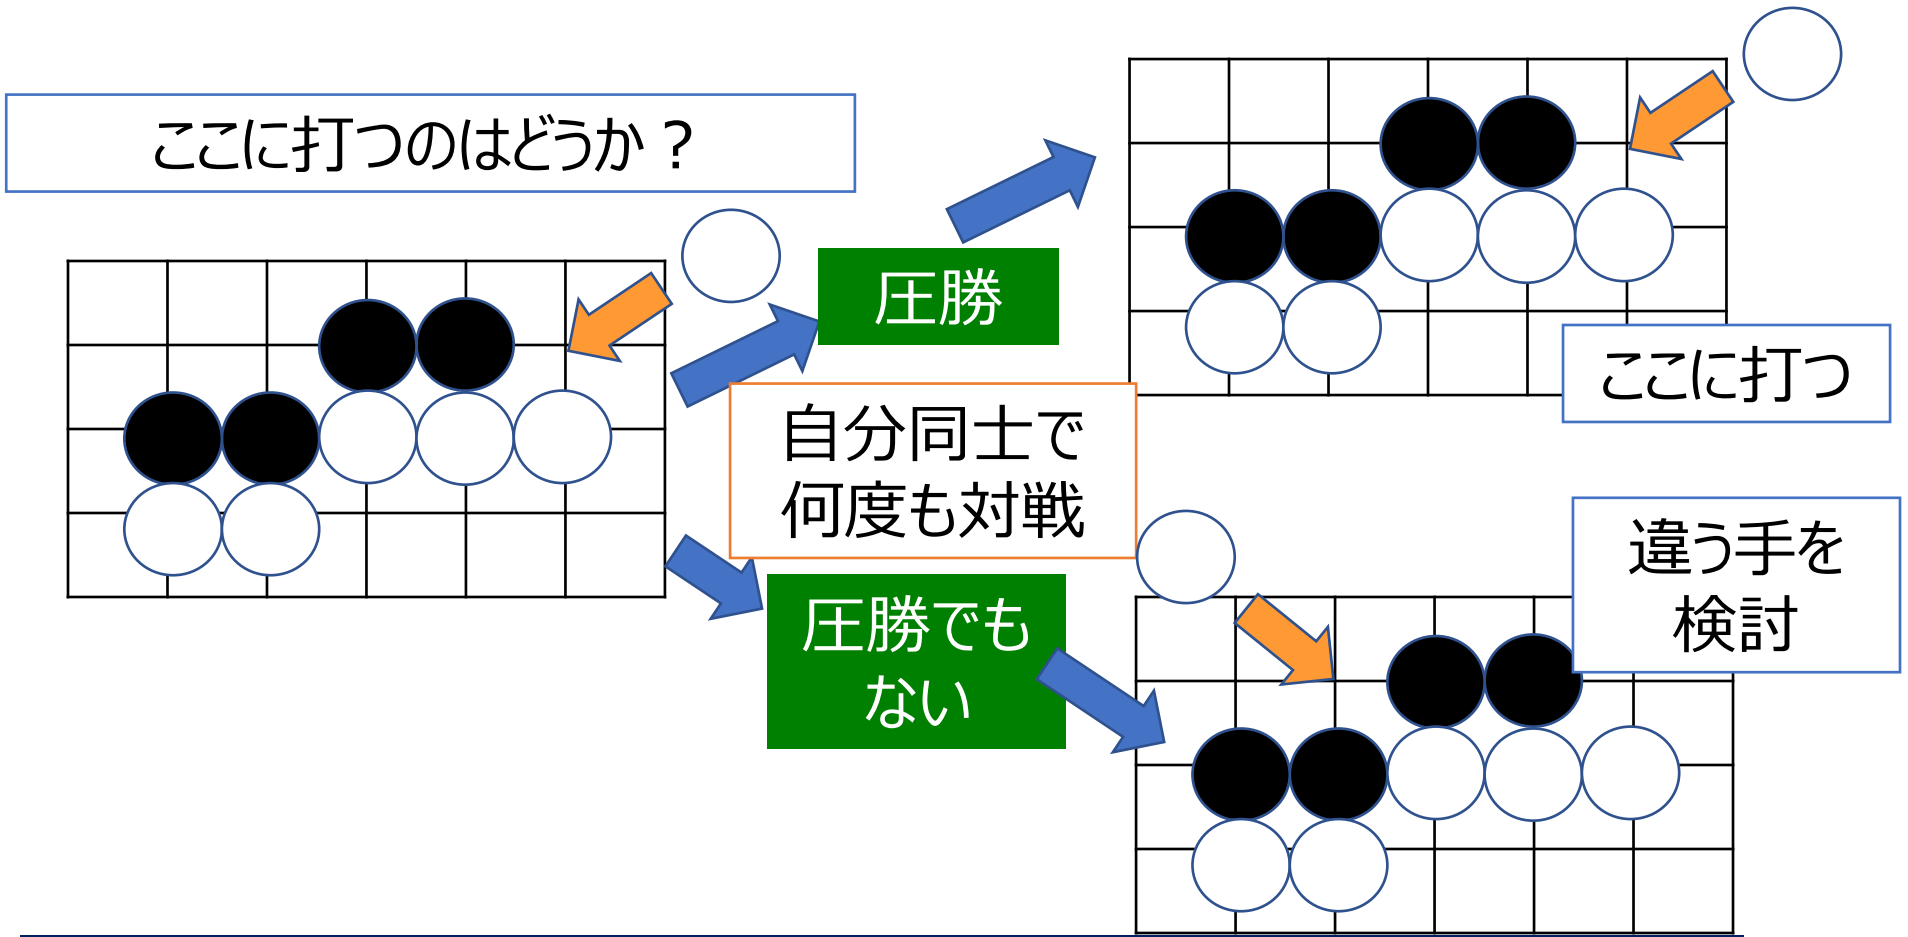 ここに打つのはどうか？
圧勝
自分同士で
何度も対戦
圧勝でも
ない
ここに打つ
違う手を
検討